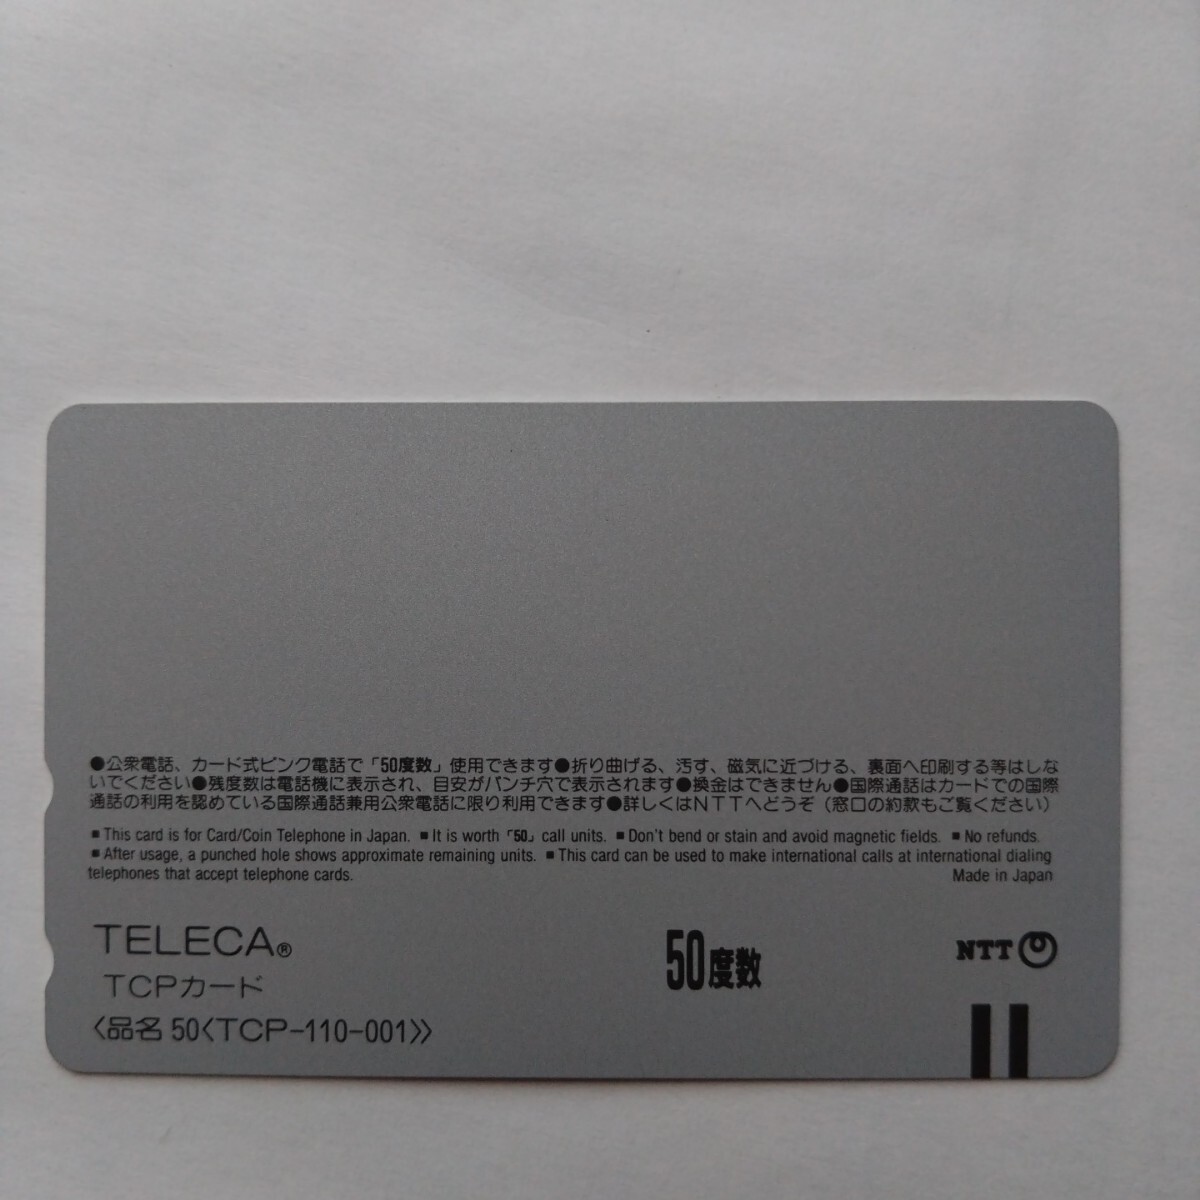 ●公衆電話、カード式ピンク電話で「50度数」使用できます●折り曲げる、汚す、磁気に近づける、裏面へ印刷する等はしな
いでください●残度数は電話機に表示され、目安がパンチ穴で表示されます●換金はできません●国際通話はカードでの国際
通話の利用を認めている国際通話兼用公衆電話に限り利用できます●詳しくはNTTへどうぞ（窓口の約款もご覧ください）
■This card is for Card/Coin Telephone in Japan. ■It is worth「50」call units. ■Don't bend or stain and avoid magnetic fields. ■No refunds.
■After usage, a punched hole shows approximate remaining units. ■This card can be used to make international calls at international dialing
telephones that accept telephone cards. Made in Japan
TELECA®
TCPカード
〈品名 50〈TCP-110-001〉〉
50度数
NTT